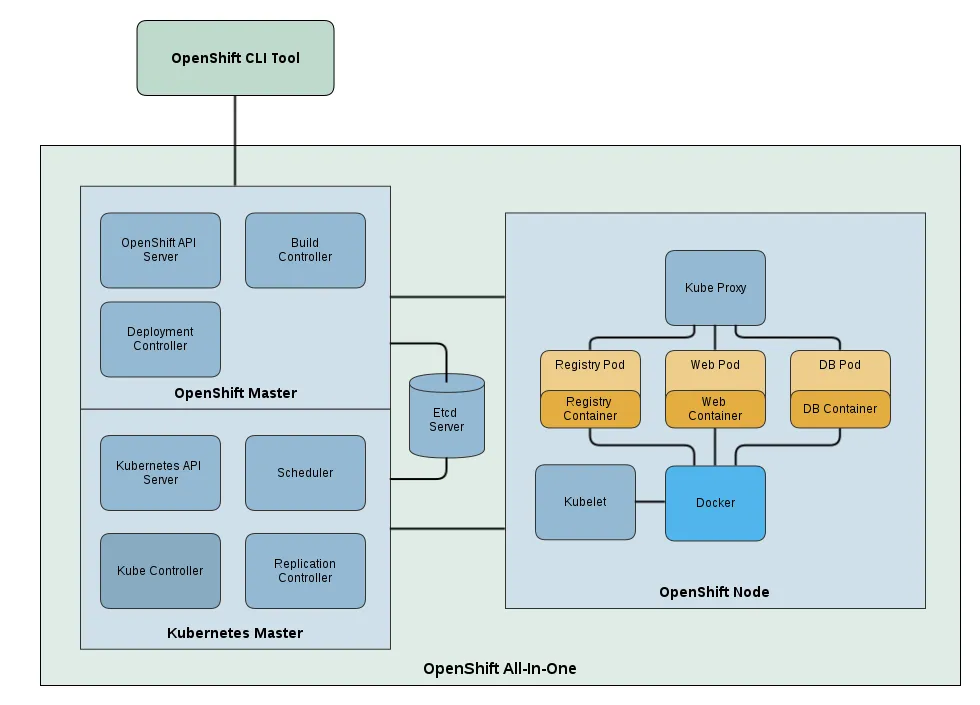 OpenShift CLI Tool
OpenShift API
Server
Build
Controller
Deployment
Controller
OpenShift Master
Kubernetes API
Server
Scheduler
Kube Controller
Replication
Controller
Kubernetes Master
Etcd
Server
Kube Proxy
Registry Pod
Web Pod
DB Pod
Registry
Container
Web
Container
DB Container
Kubelet
Docker
OpenShift Node
OpenShift All-In-One